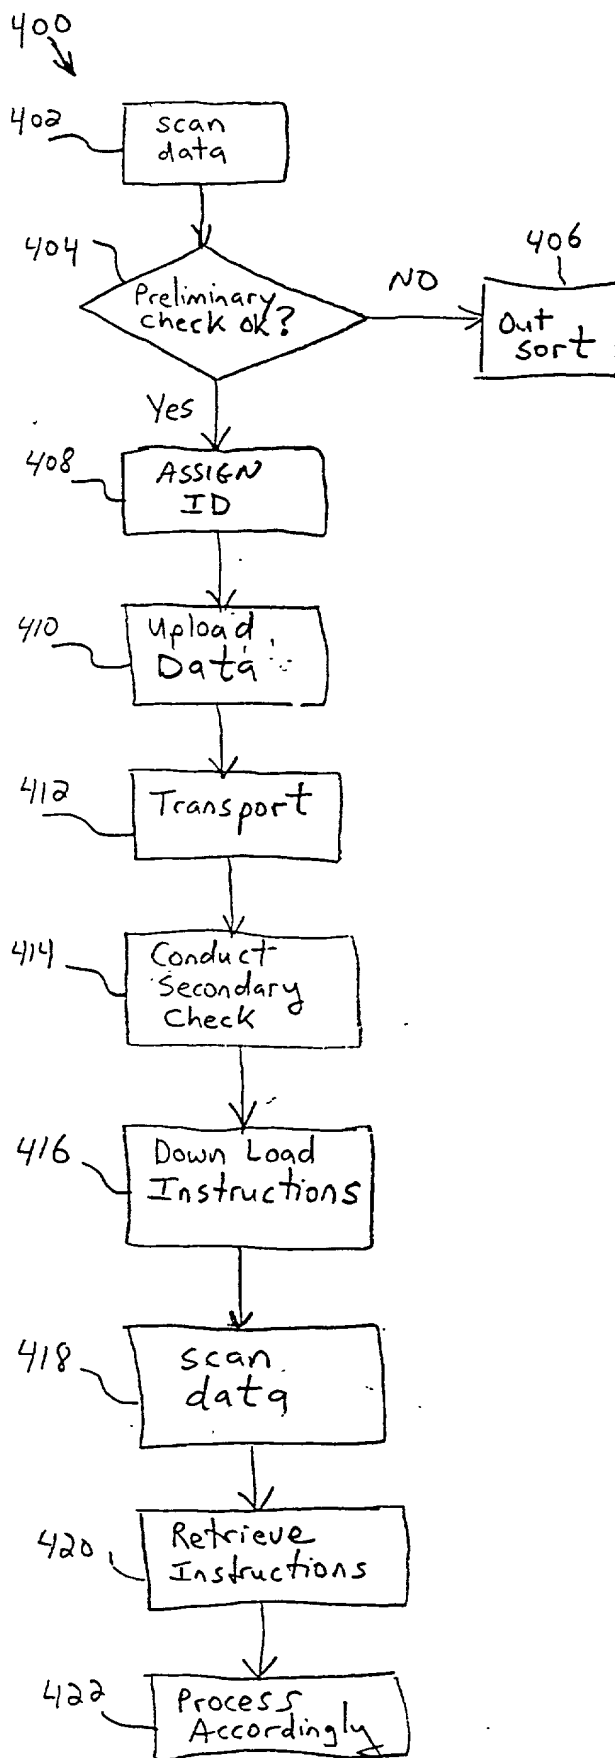 400
402
scan
data
404
Preliminary
check ok?
NO
406
Out
sort
Yes
408
ASSIGN
ID
410
Upload
Data
412
Transport
414
Conduct
Secondary
Check
416
Down Load
Instructions
418
scan
data
420
Retrieve
Instructions
422
Process
Accordingly